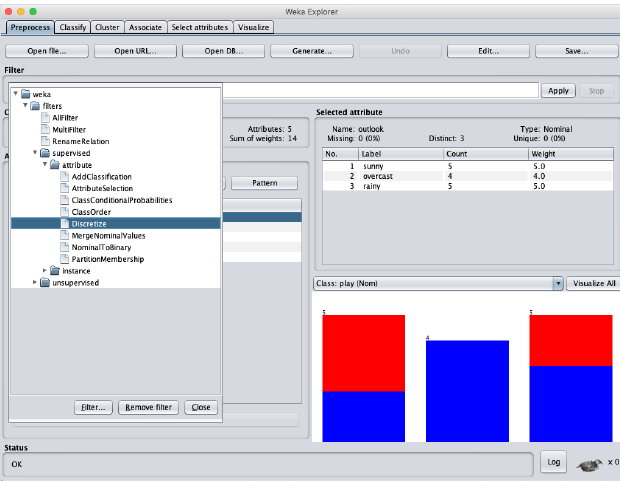 Weka Explorer
Preprocess Classify Cluster Associate Select attributes Visualize
Open file... Open URL... Open DB... Generate... Undo Edit... Save...
Filter
Apply Stop
weka
filters
AllFilter
MultiFilter
RenameRelation
supervised
attribute
AddClassification
AttributeSelection
ClassConditionalProbabilities
ClassOrder
Discretize
MergeNominalValues
NominalToBinary
PartitionMembership
instance
unsupervised
Filter... Remove filter Close
Attributes: 5
Sum of weights: 14
Pattern
Selected attribute
Name: outlook Type: Nominal
Missing: 0 (0%) Distinct: 3 Unique: 0 (0%)
No. Label Count Weight
1 sunny 5 5.0
2 overcast 4 4.0
3 rainy 5 5.0
Class: play (Nom) Visualize All
5 4 5
Status
OK
Log x 0